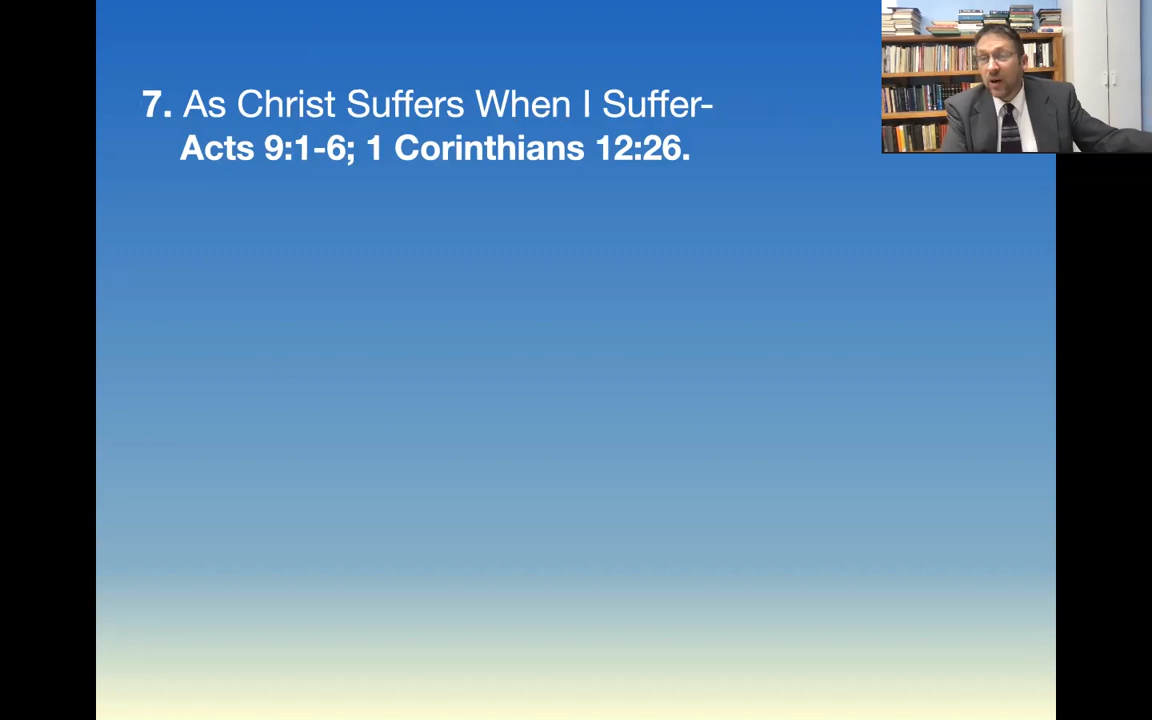 7. As Christ Suffers When I Suffer-
Acts 9:1-6; 1 Corinthians 12:26.